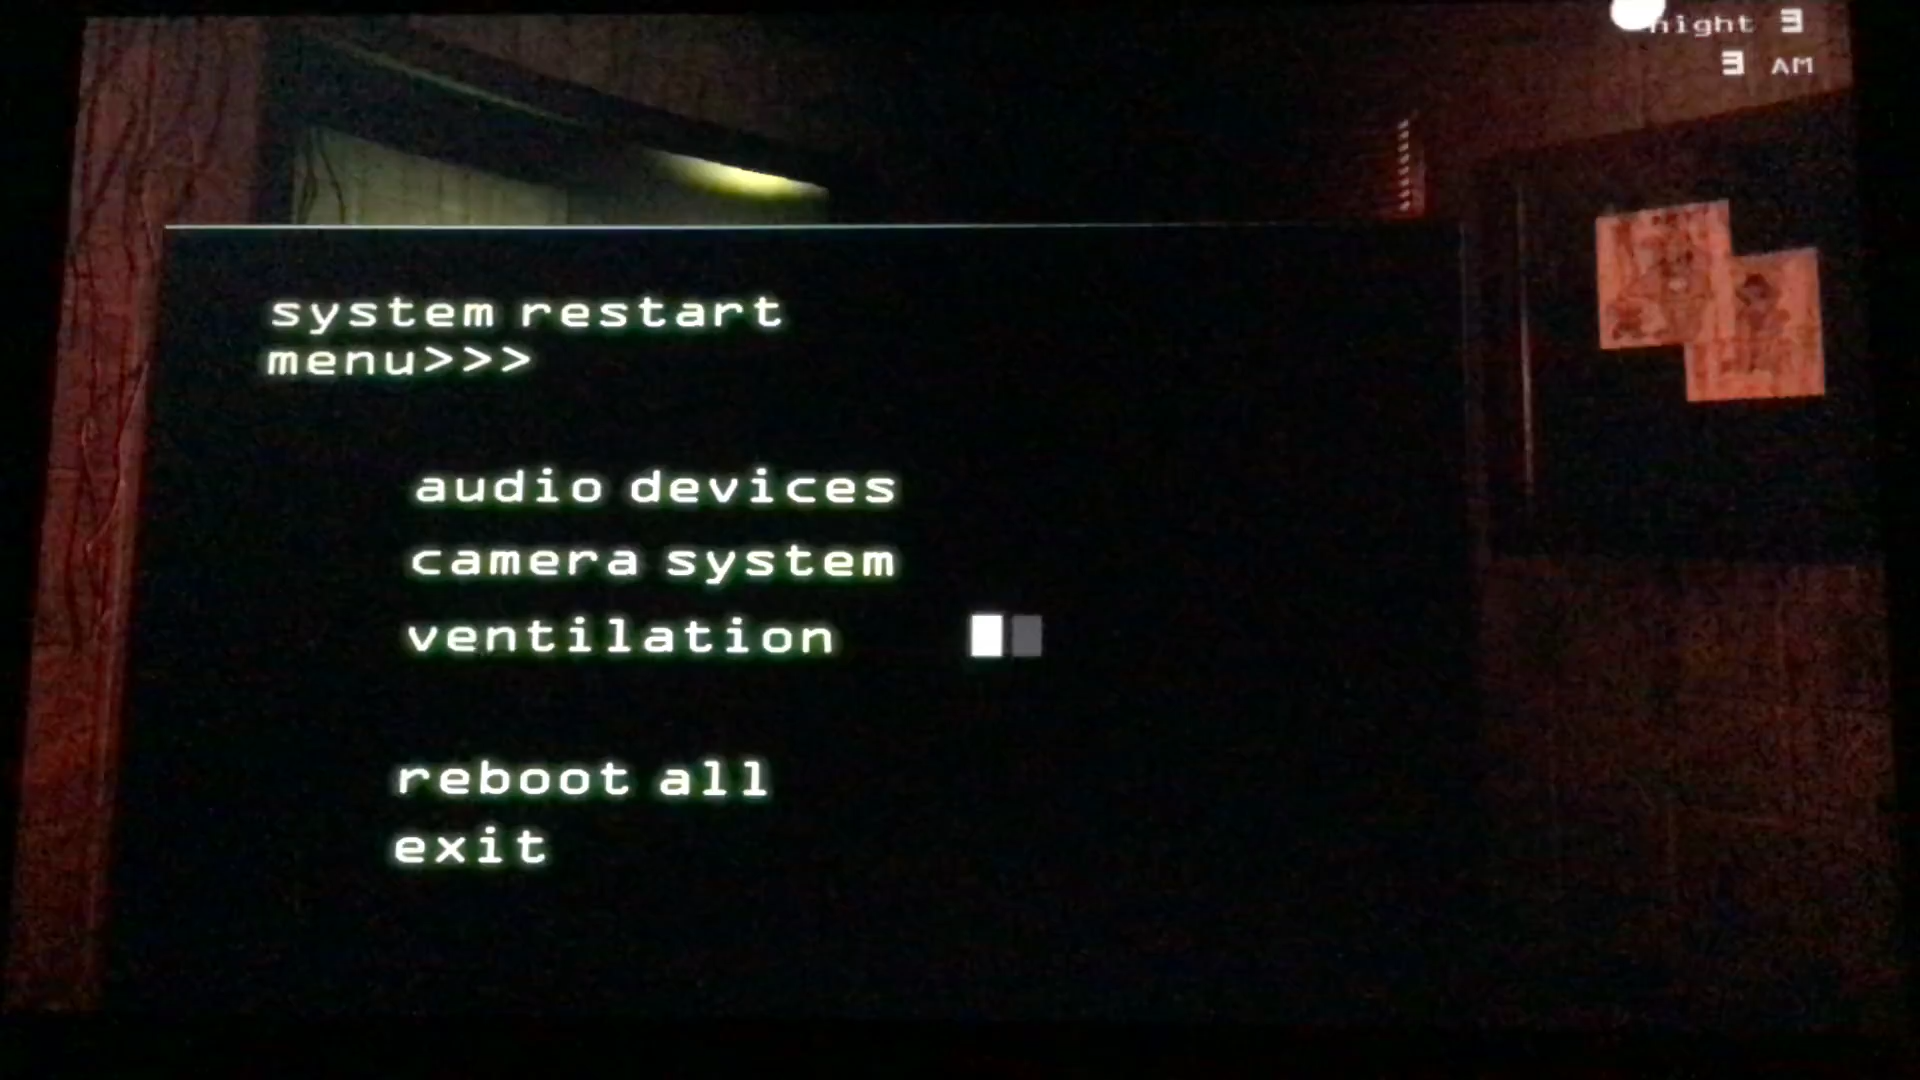 night 3
3 AM
system restart
menu>>>
audio devices
camera system
ventilation
reboot all
exit